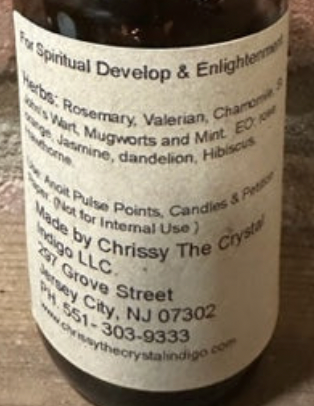 For Spiritual Develop & Enlightenment
Herbs: Rosemary, Valerian, Chamomile, St
John's Wart, Mugworts and Mint. EO: rose
orange, Jasmine, dandelion, Hibiscus,
Hawthorne.
Use: Anoit Pulse Points, Candles & Petition
Paper. (Not for Internal Use )
Made by Chrissy The Crystal
Indigo LLC.
297 Grove Street
Jersey City, NJ 07302
PH. 551- 303-9333
www.chrissythecrystalindigo.com